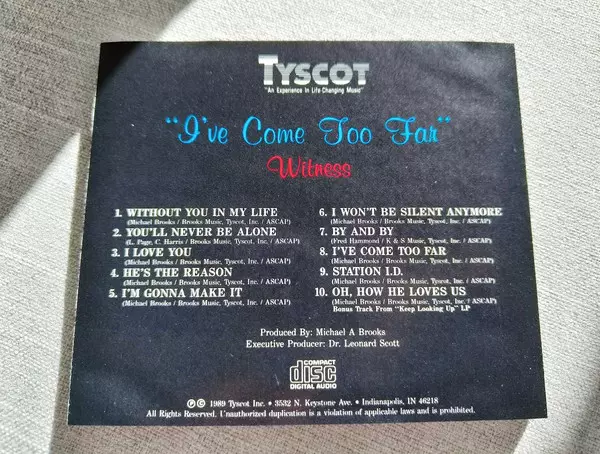 TYSCOT
"An Experience In Life Changing Music"
"I've Come Too Far"
Witness
1. WITHOUT YOU IN MY LIFE
(Michael Brooks / Brooks Music, Tyscot, Inc. / ASCAP)
2. YOU'LL NEVER BE ALONE
(L. Page, C. Harris / Brooks Music, Tyscot, Inc. / ASCAP)
3. I LOVE YOU
(Michael Brooks / Brooks Music, Tyscot, Inc. / ASCAP)
4. HE'S THE REASON
(Michael Brooks / Brooks Music, Tyscot, Inc. / ASCAP)
5. I'M GONNA MAKE IT
(Michael Brooks / Brooks Music, Tyscot, Inc. / ASCAP)
6. I WON'T BE SILENT ANYMORE
(Michael Brooks / Brooks Music, Tyscot, Inc. / ASCAP)
7. BY AND BY
(Fred Hammond / K & S Music, Tyscot, Inc. / ASCAP)
8. I'VE COME TOO FAR
(Michael Brooks / Brooks Music, Tyscot, Inc. / ASCAP)
9. STATION I.D.
(Michael Brooks / Brooks Music, Tyscot, Inc. / ASCAP)
10. OH, HOW HE LOVES US
(Michael Brooks / Brooks Music, Tyscot, Inc. / ASCAP)
Bonus Track From "Keep Looking Up" LP
Produced By: Michael A Brooks
Executive Producer: Dr. Leonard Scott
COMPACT
disc
DIGITAL AUDIO
℗© 1989 Tyscot Inc. • 3532 N. Keystone Ave. • Indianapolis, IN 46218
All Rights Reserved. Unauthorized duplication is a violation of applicable laws and is prohibited.